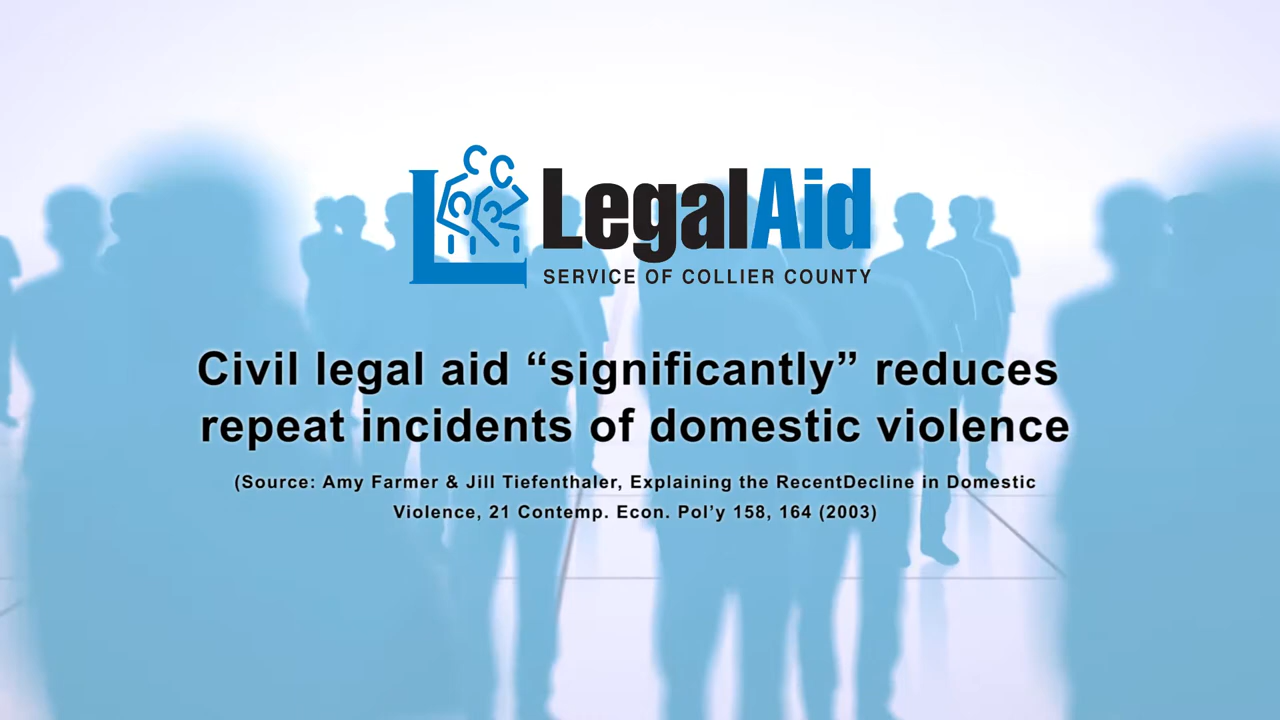 LegalAid
SERVICE OF COLLIER COUNTY
Civil legal aid “significantly” reduces
repeat incidents of domestic violence
(Source: Amy Farmer & Jill Tiefenthaler, Explaining the RecentDecline in Domestic
Violence, 21 Contemp. Econ. Pol’y 158, 164 (2003)